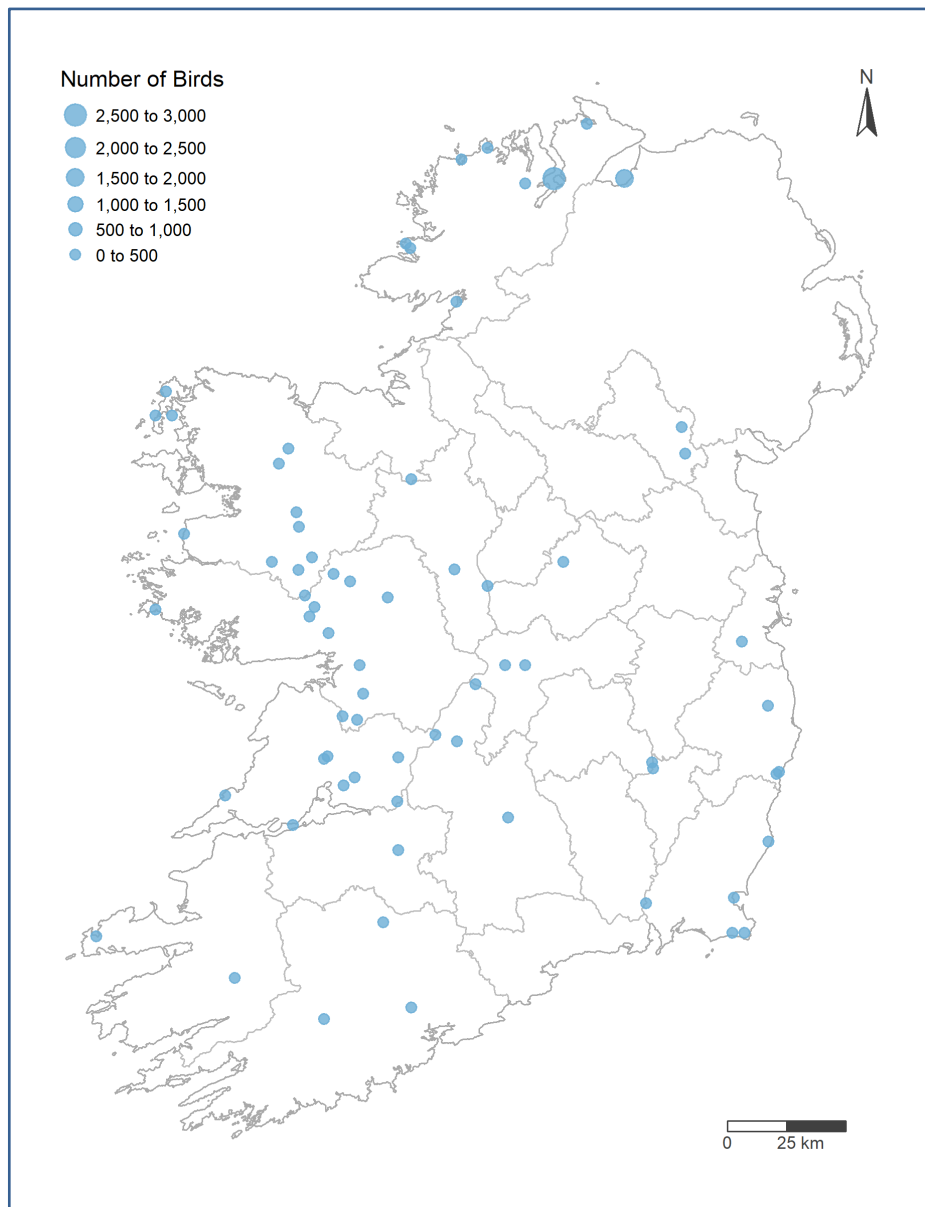 Number of Birds
2,500 to 3,000
2,000 to 2,500
1,500 to 2,000
1,000 to 1,500
500 to 1,000
0 to 500
N
0 25 km